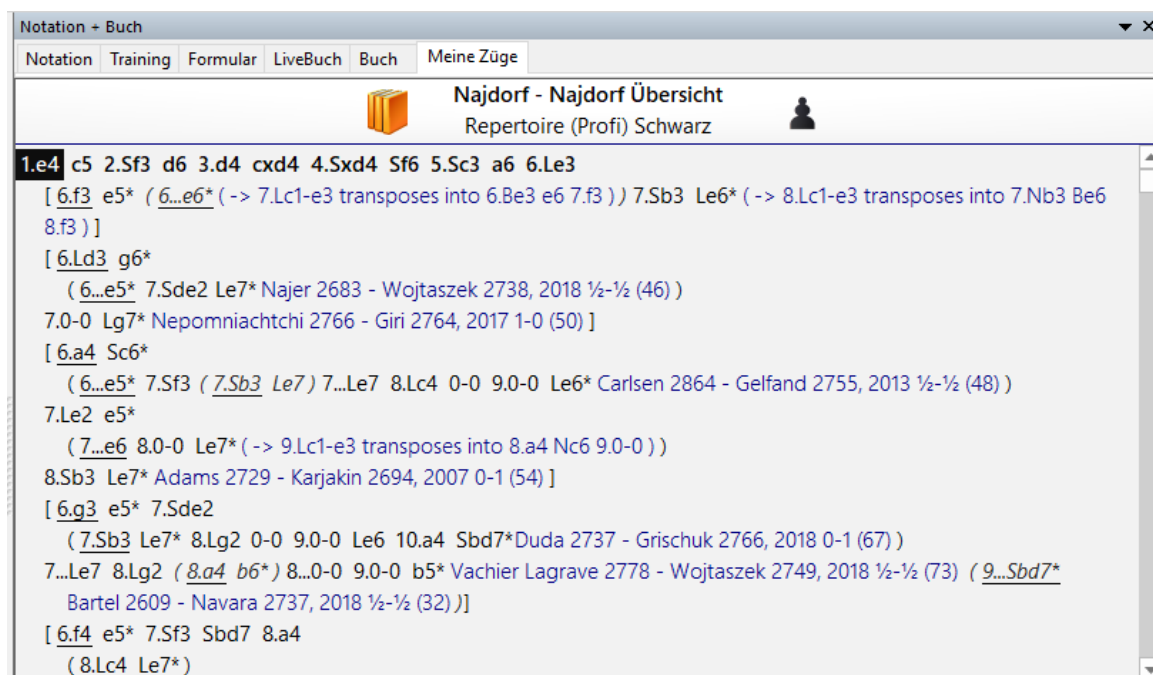 Notation + Buch
Notation Training Formular LiveBuch Buch Meine Züge
Najdorf - Najdorf Übersicht
Repertoire (Profi) Schwarz
1.e4 c5 2.Sf3 d6 3.d4 cxd4 4.Sxd4 Sf6 5.Sc3 a6 6.Le3
[ 6.f3 e5* ( 6...e6* ( -> 7.Lc1-e3 transposes into 6.Be3 e6 7.f3 ) ) 7.Sb3 Le6* ( -> 8.Lc1-e3 transposes into 7.Nb3 Be6
8.f3 ) ]
[ 6.Ld3 g6*
( 6...e5* 7.Sde2 Le7* Najer 2683 - Wojtaszek 2738, 2018 ½-½ (46) )
7.0-0 Lg7* Nepomniachtchi 2766 - Giri 2764, 2017 1-0 (50) ]
[ 6.a4 Sc6*
( 6...e5* 7.Sf3 ( 7.Sb3 Le7 ) 7...Le7 8.Lc4 0-0 9.0-0 Le6* Carlsen 2864 - Gelfand 2755, 2013 ½-½ (48) )
7.Le2 e5*
( 7...e6 8.0-0 Le7* ( -> 9.Lc1-e3 transposes into 8.a4 Nc6 9.0-0 ) )
8.Sb3 Le7* Adams 2729 - Karjakin 2694, 2007 0-1 (54) ]
[ 6.g3 e5* 7.Sde2
( 7.Sb3 Le7* 8.Lg2 0-0 9.0-0 Le6 10.a4 Sbd7*Duda 2737 - Grischuk 2766, 2018 0-1 (67) )
7...Le7 8.Lg2 ( 8.a4 b6* ) 8...0-0 9.0-0 b5* Vachier Lagrave 2778 - Wojtaszek 2749, 2018 ½-½ (73) ( 9...Sbd7*
Bartel 2609 - Navara 2737, 2018 ½-½ (32) )]
[ 6.f4 e5* 7.Sf3 Sbd7 8.a4
( 8.Lc4 Le7* )